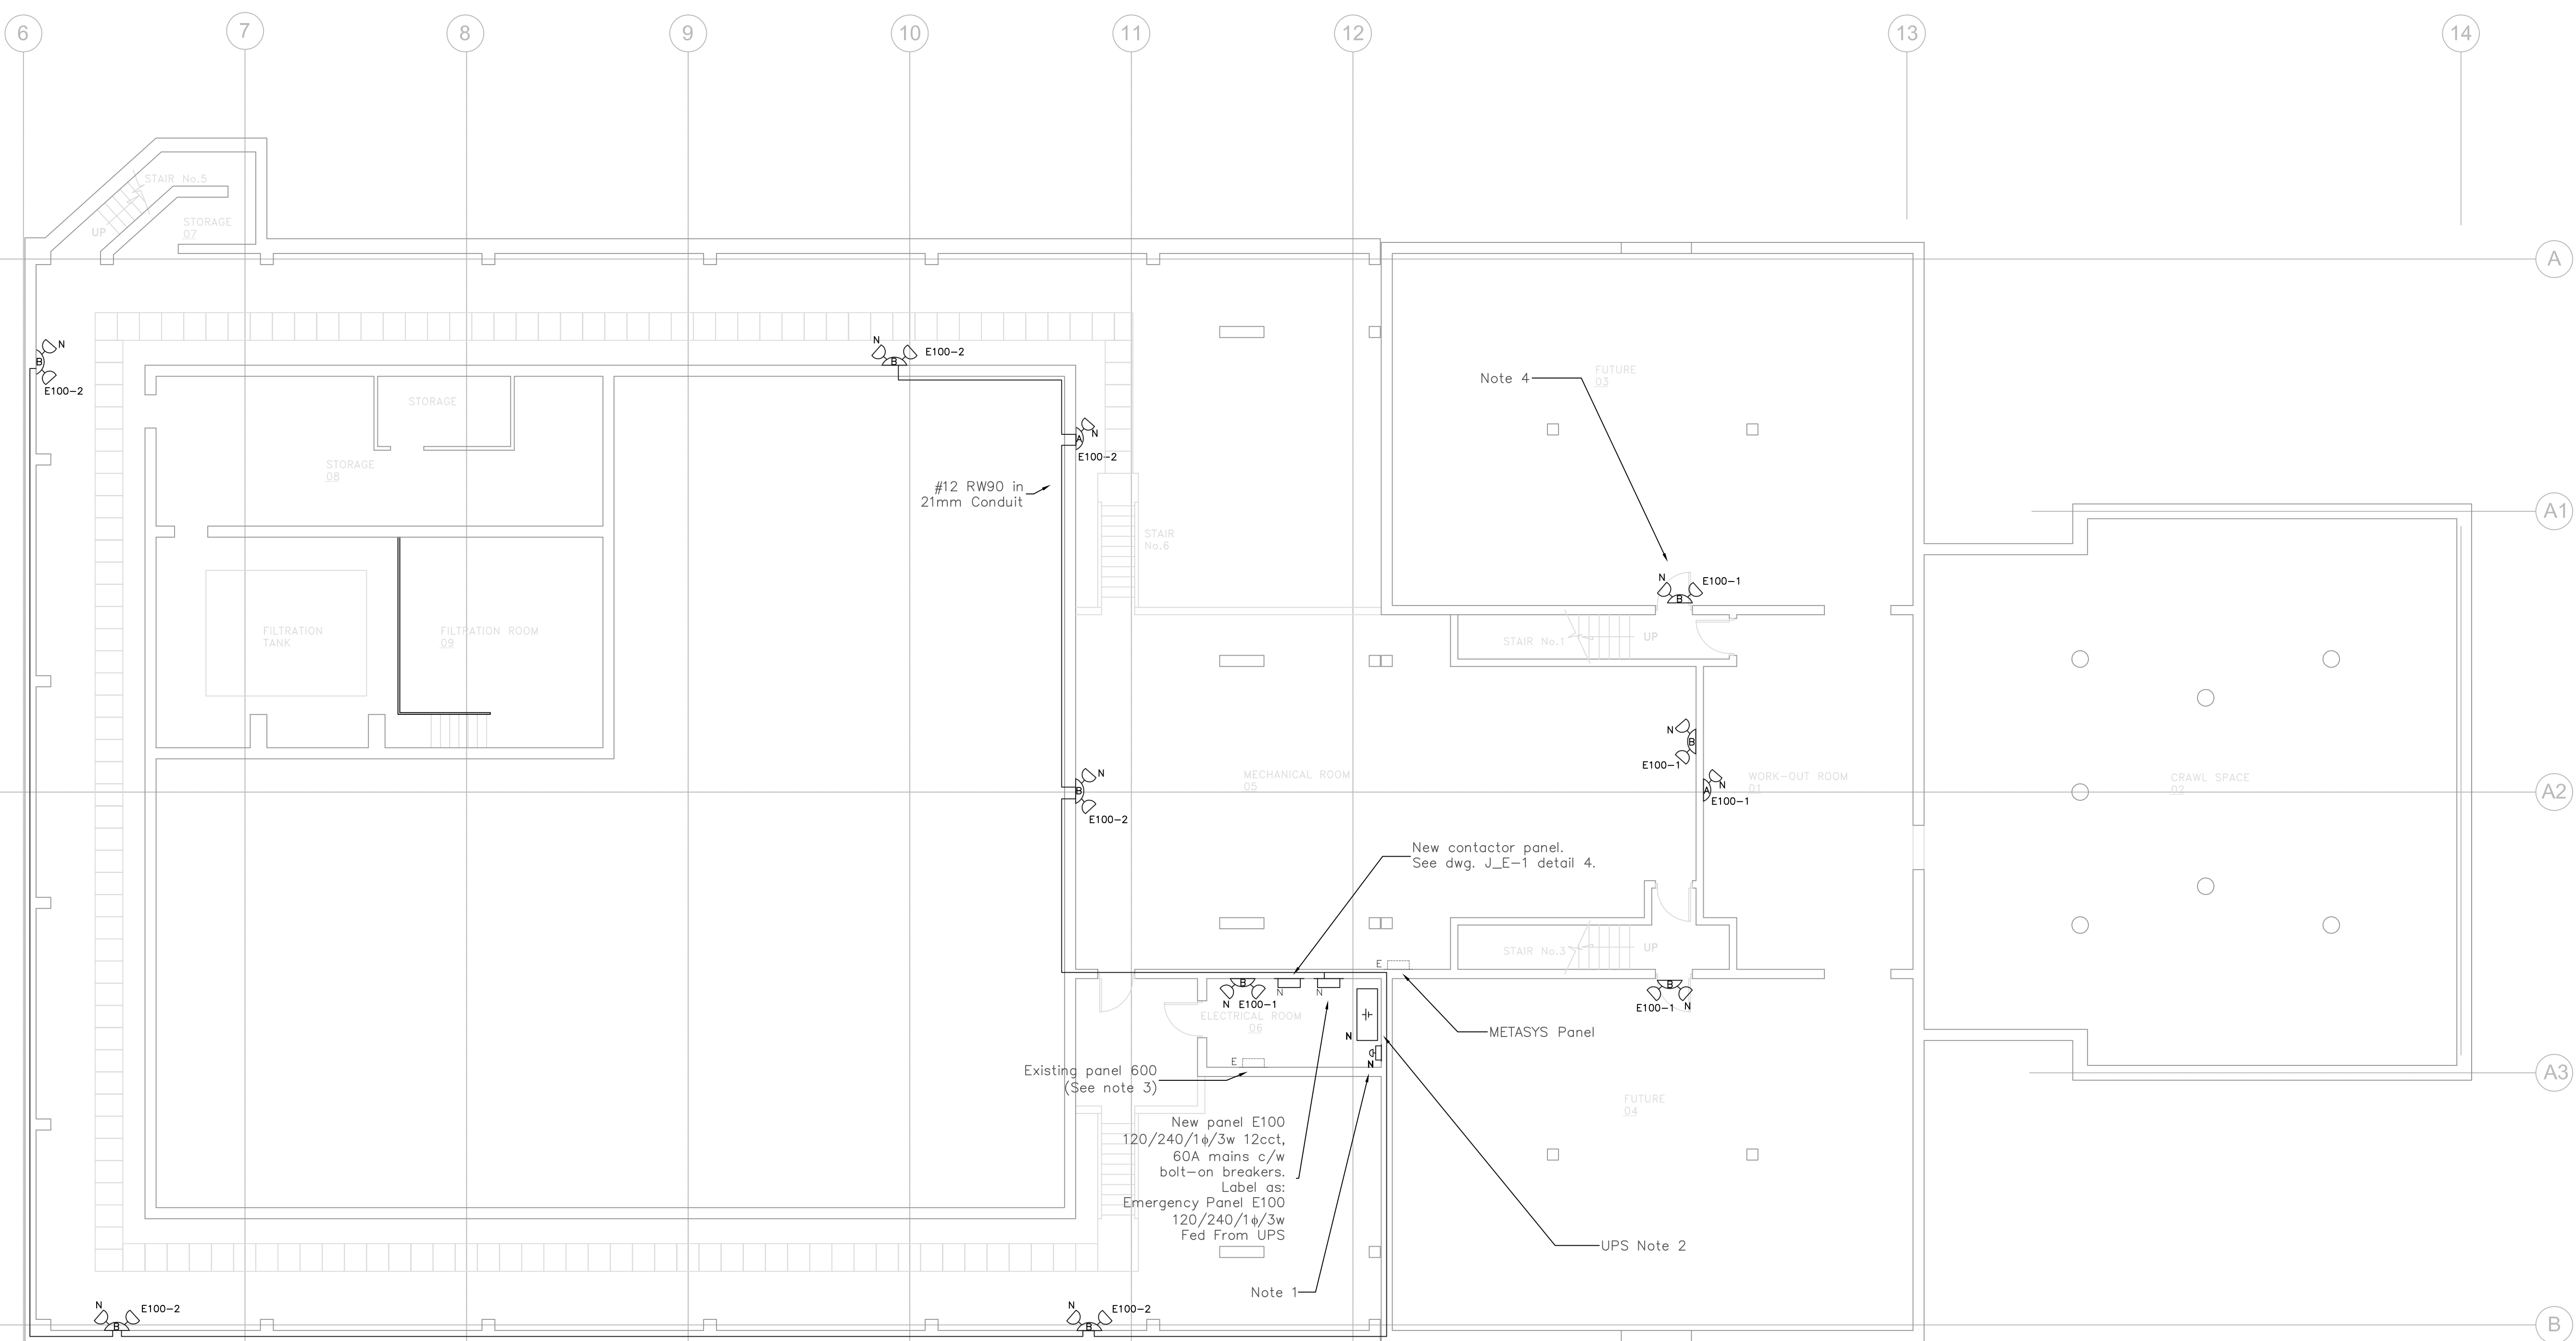 6
7
8
9
10
11
12
13
14
STAIR No.5
STORAGE
07
UP
A
N
B
E100-2
N
B
E100-2
Note 4
FUTURE
03
STORAGE
A
N
E100-2
STORAGE
08
#12 RW90 in
21mm Conduit
A1
STAIR
No.6
N
B
E100-1
FILTRATION
TANK
FILTRATION ROOM
09
STAIR No.1
UP
N
B
E100-1
MECHANICAL ROOM
05
WORK-OUT ROOM
01
CRAWL SPACE
02
N
A
E100-1
N
B
E100-2
A2
New contactor panel.
See dwg. J_E-1 detail 4.
STAIR No.3
UP
E
B
N
E100-1
N
N
B
E100-1
N
ELECTRICAL ROOM
06
METASYS Panel
N
N
E
Existing panel 600
(See note 3)
A3
FUTURE
04
New panel E100
120/240/1ϕ/3w 12cct,
60A mains c/w
bolt-on breakers.
Label as:
Emergency Panel E100
120/240/1ϕ/3w
Fed From UPS
UPS Note 2
Note 1
N
B
E100-2
N
B
E100-2
B